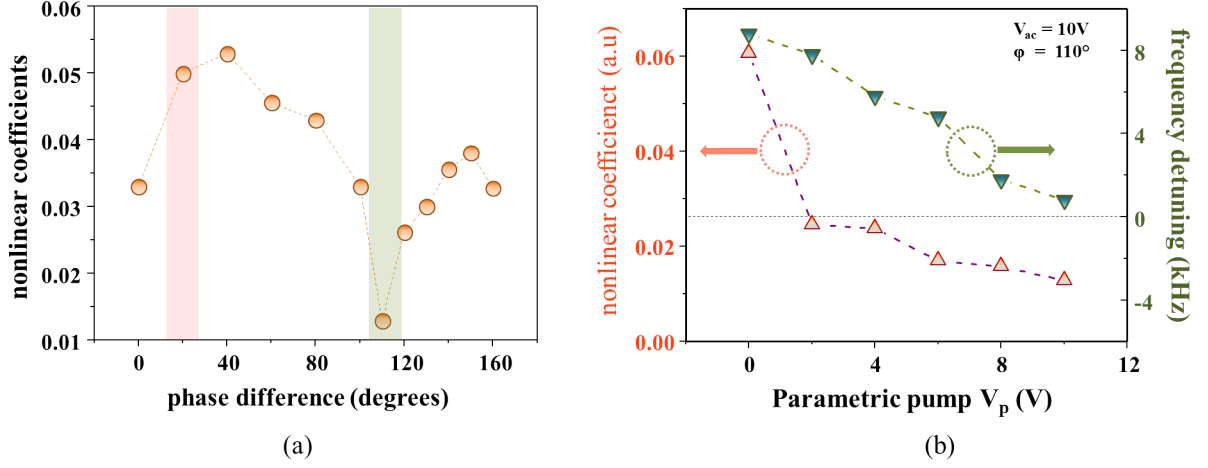 0.06
0.05
0.04
0.03
0.02
0.01
nonlinear coefficients
0
40
80
120
160
phase difference (degrees)
(a)
V_ac = 10V
φ = 110°
0.06
0.04
0.02
0.00
nonlinear coefficienct (a.u)
8
4
0
-4
frequency detuning (kHz)
0
4
8
12
Parametric pump V_p (V)
(b)